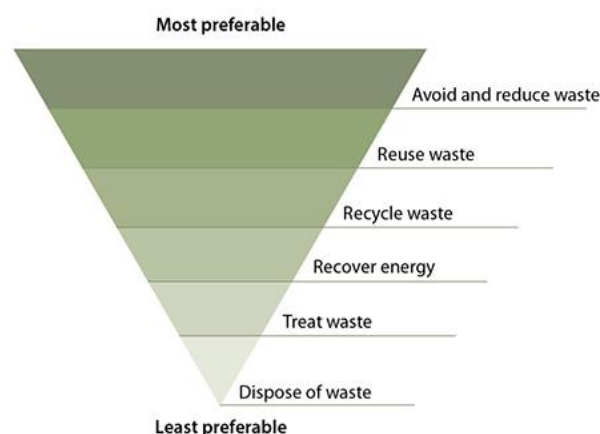 Most preferable
Avoid and reduce waste
Reuse waste
Recycle waste
Recover energy
Treat waste
Dispose of waste
Least preferable